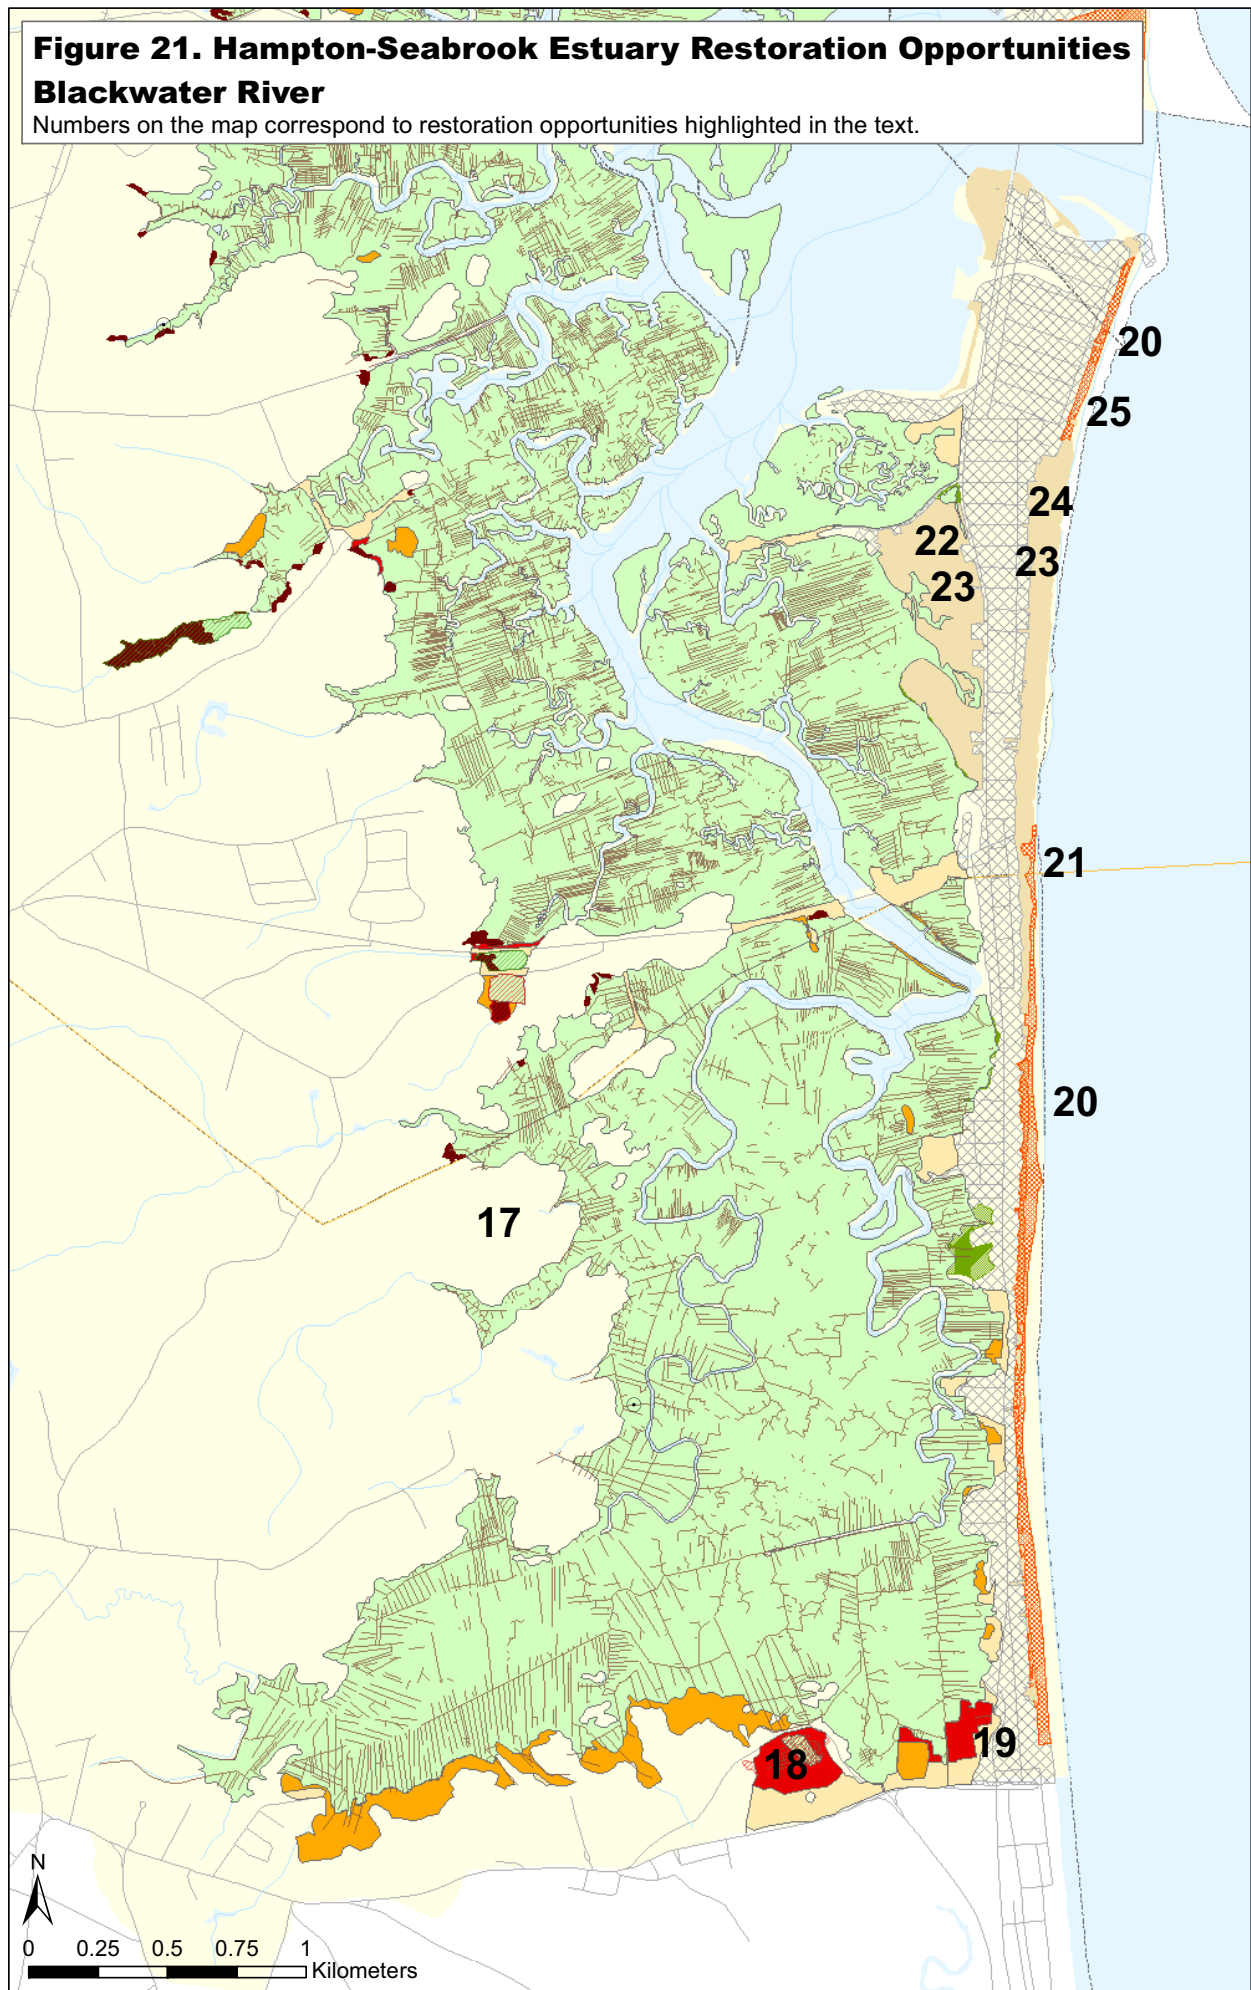 Figure 21. Hampton-Seabrook Estuary Restoration Opportunities
Blackwater River
Numbers on the map correspond to restoration opportunities highlighted in the text.
20
25
24
22
23
23
21
20
17
19
18
N
0 0.25 0.5 0.75 1
Kilometers